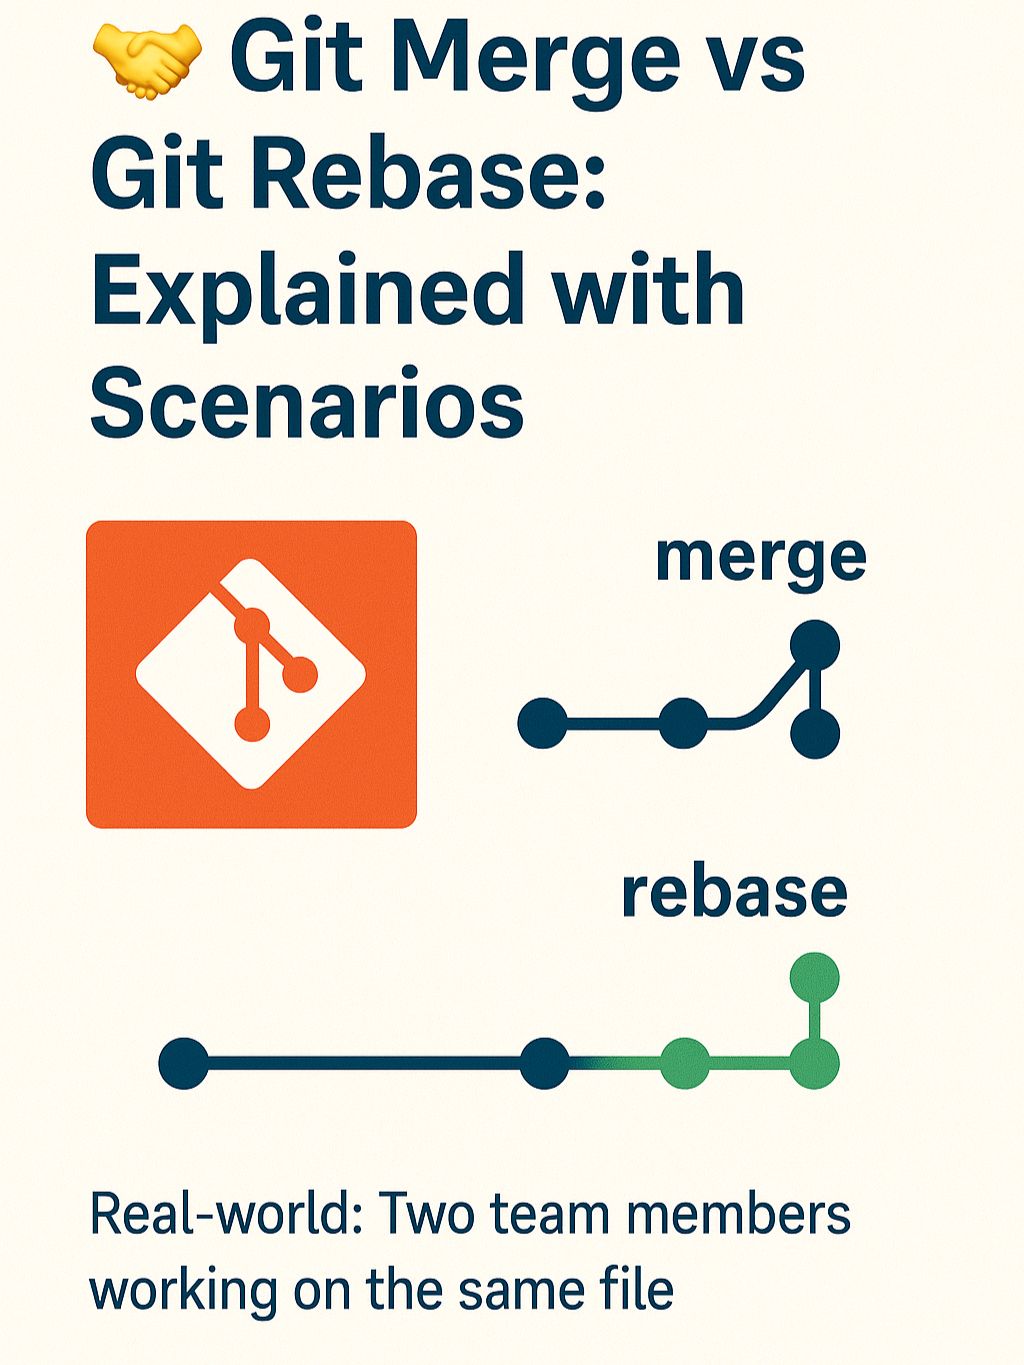 🤝 Git Merge vs
Git Rebase:
Explained with
Scenarios
merge
rebase
Real-world: Two team members
working on the same file